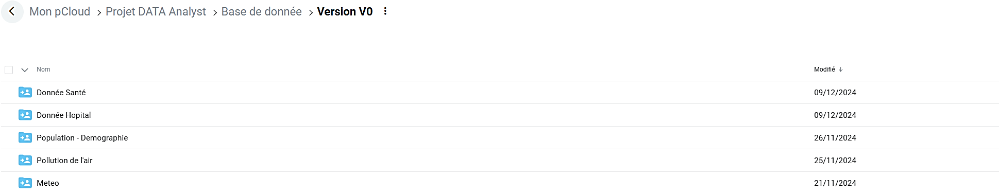 Mon pCloud > Projet DATA Analyst > Base de donnée > Version V0
Nom Modifié
Donnée Santé 09/12/2024
Donnée Hopital 09/12/2024
Population - Demographie 26/11/2024
Pollution de l'air 25/11/2024
Meteo 21/11/2024